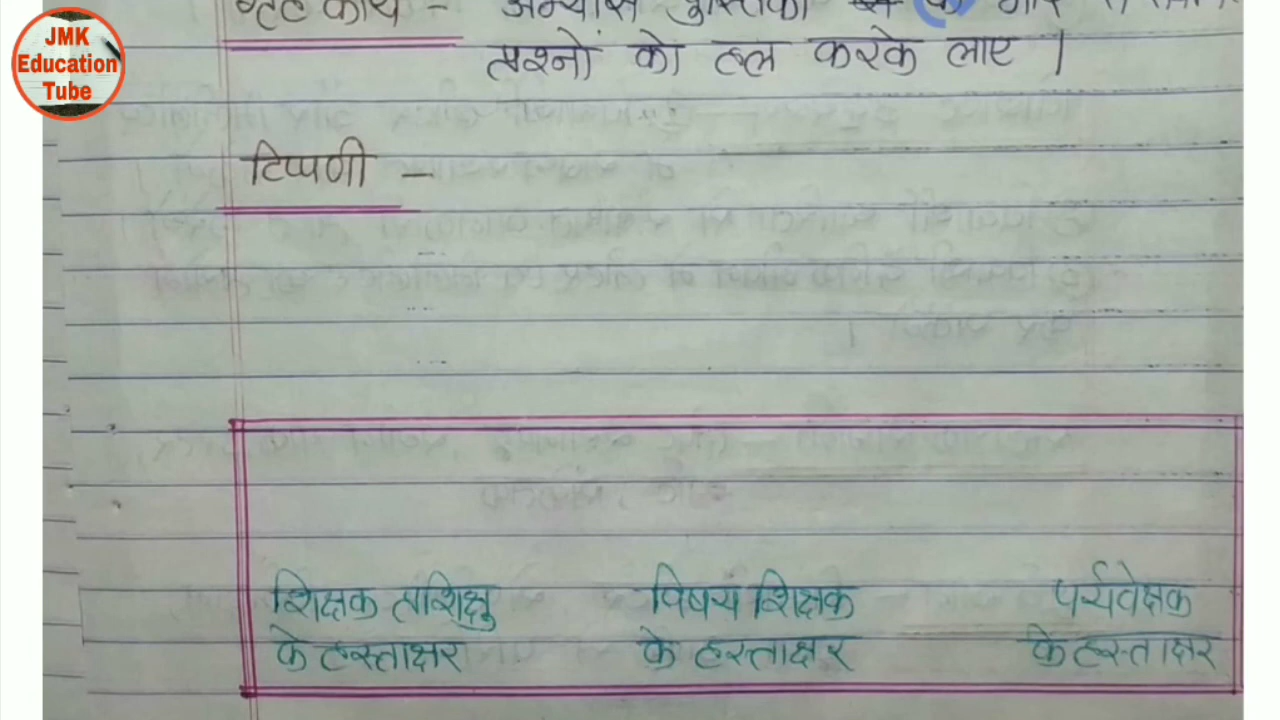 JMK
Education
Tube
गृह कार्य - अभ्यास पुस्तिका के
प्रश्नों को हल करके लाए |
टिप्पणी -
शिक्षक प्रशिक्षु विषय शिक्षक पर्यवेक्षक
के हस्ताक्षर के हस्ताक्षर के हस्ताक्षर